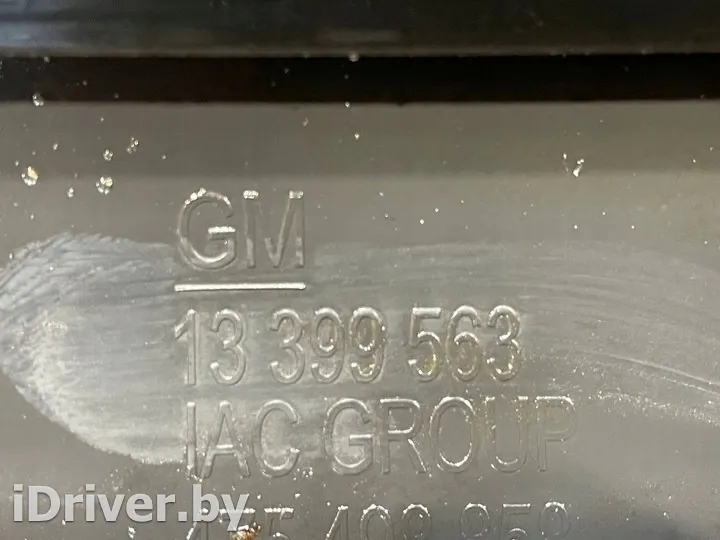 GM
13 399 563
IAC GROUP
iDriver.by